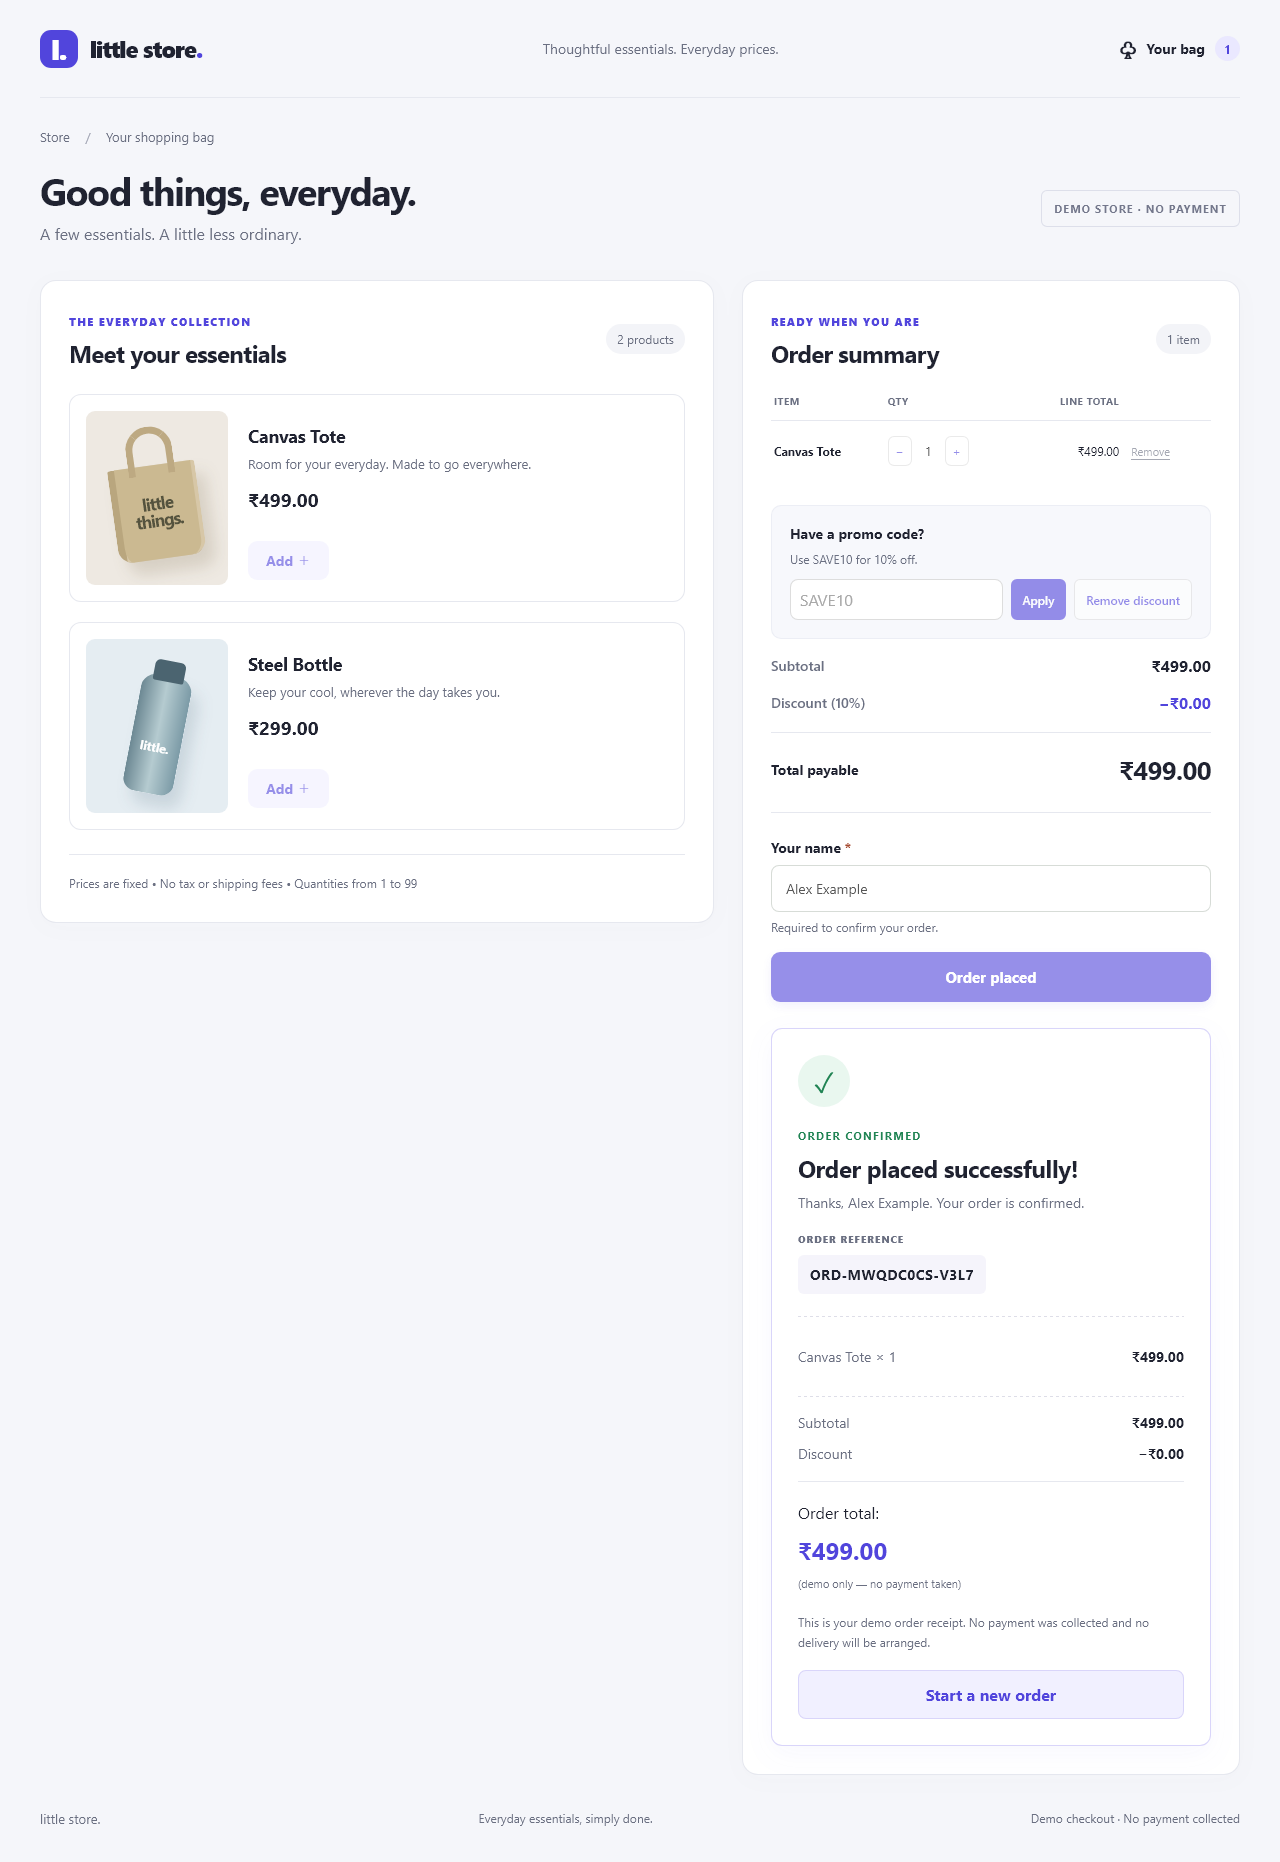 l.
little store.
Thoughtful essentials. Everyday prices.
Your bag 1
Store / Your shopping bag
Good things, everyday.
A few essentials. A little less ordinary.
DEMO STORE · NO PAYMENT
THE EVERYDAY COLLECTION
Meet your essentials
2 products
little
things.
Canvas Tote
Room for your everyday. Made to go everywhere.
₹499.00
Add +
little.
Steel Bottle
Keep your cool, wherever the day takes you.
₹299.00
Add +
Prices are fixed • No tax or shipping fees • Quantities from 1 to 99
READY WHEN YOU ARE
Order summary
1 item
ITEM QTY LINE TOTAL
Canvas Tote − 1 + ₹499.00 Remove
Have a promo code?
Use SAVE10 for 10% off.
SAVE10 Apply Remove discount
Subtotal ₹499.00
Discount (10%) −₹0.00
Total payable ₹499.00
Your name *
Alex Example
Required to confirm your order.
Order placed
✓
ORDER CONFIRMED
Order placed successfully!
Thanks, Alex Example. Your order is confirmed.
ORDER REFERENCE
ORD-MWQDC0CS-V3L7
Canvas Tote × 1 ₹499.00
Subtotal ₹499.00
Discount −₹0.00
Order total:
₹499.00
(demo only — no payment taken)
This is your demo order receipt. No payment was collected and no
delivery will be arranged.
Start a new order
little store.
Everyday essentials, simply done.
Demo checkout · No payment collected